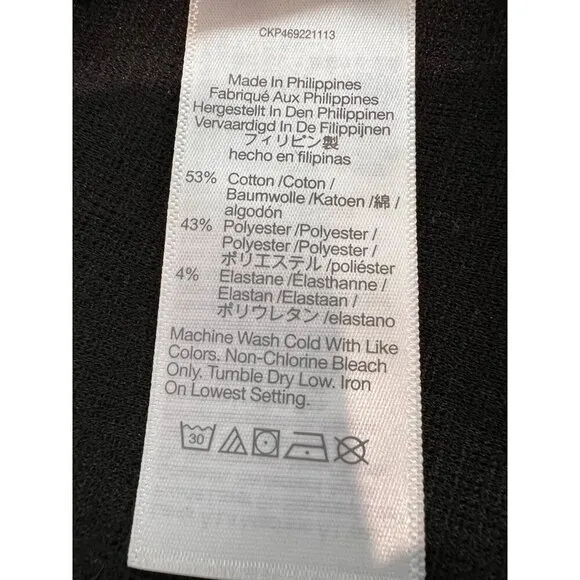 CKP469221113
Made In Philippines
Fabriqué Aux Philippines
Hergestellt In Den Philippinen
Vervaardigd In De Filippijnen
フィリピン製
hecho en filipinas
53% Cotton /Coton /
Baumwolle /Katoen /綿/
algodón
43% Polyester /Polyester /
Polyester /Polyester /
ポリエステル /poliéster
4% Elastane /Élasthanne /
Elastan /Elastaan /
ポリウレタン /elastano
Machine Wash Cold With Like
Colors. Non-Chlorine Bleach
Only. Tumble Dry Low. Iron
On Lowest Setting.
30